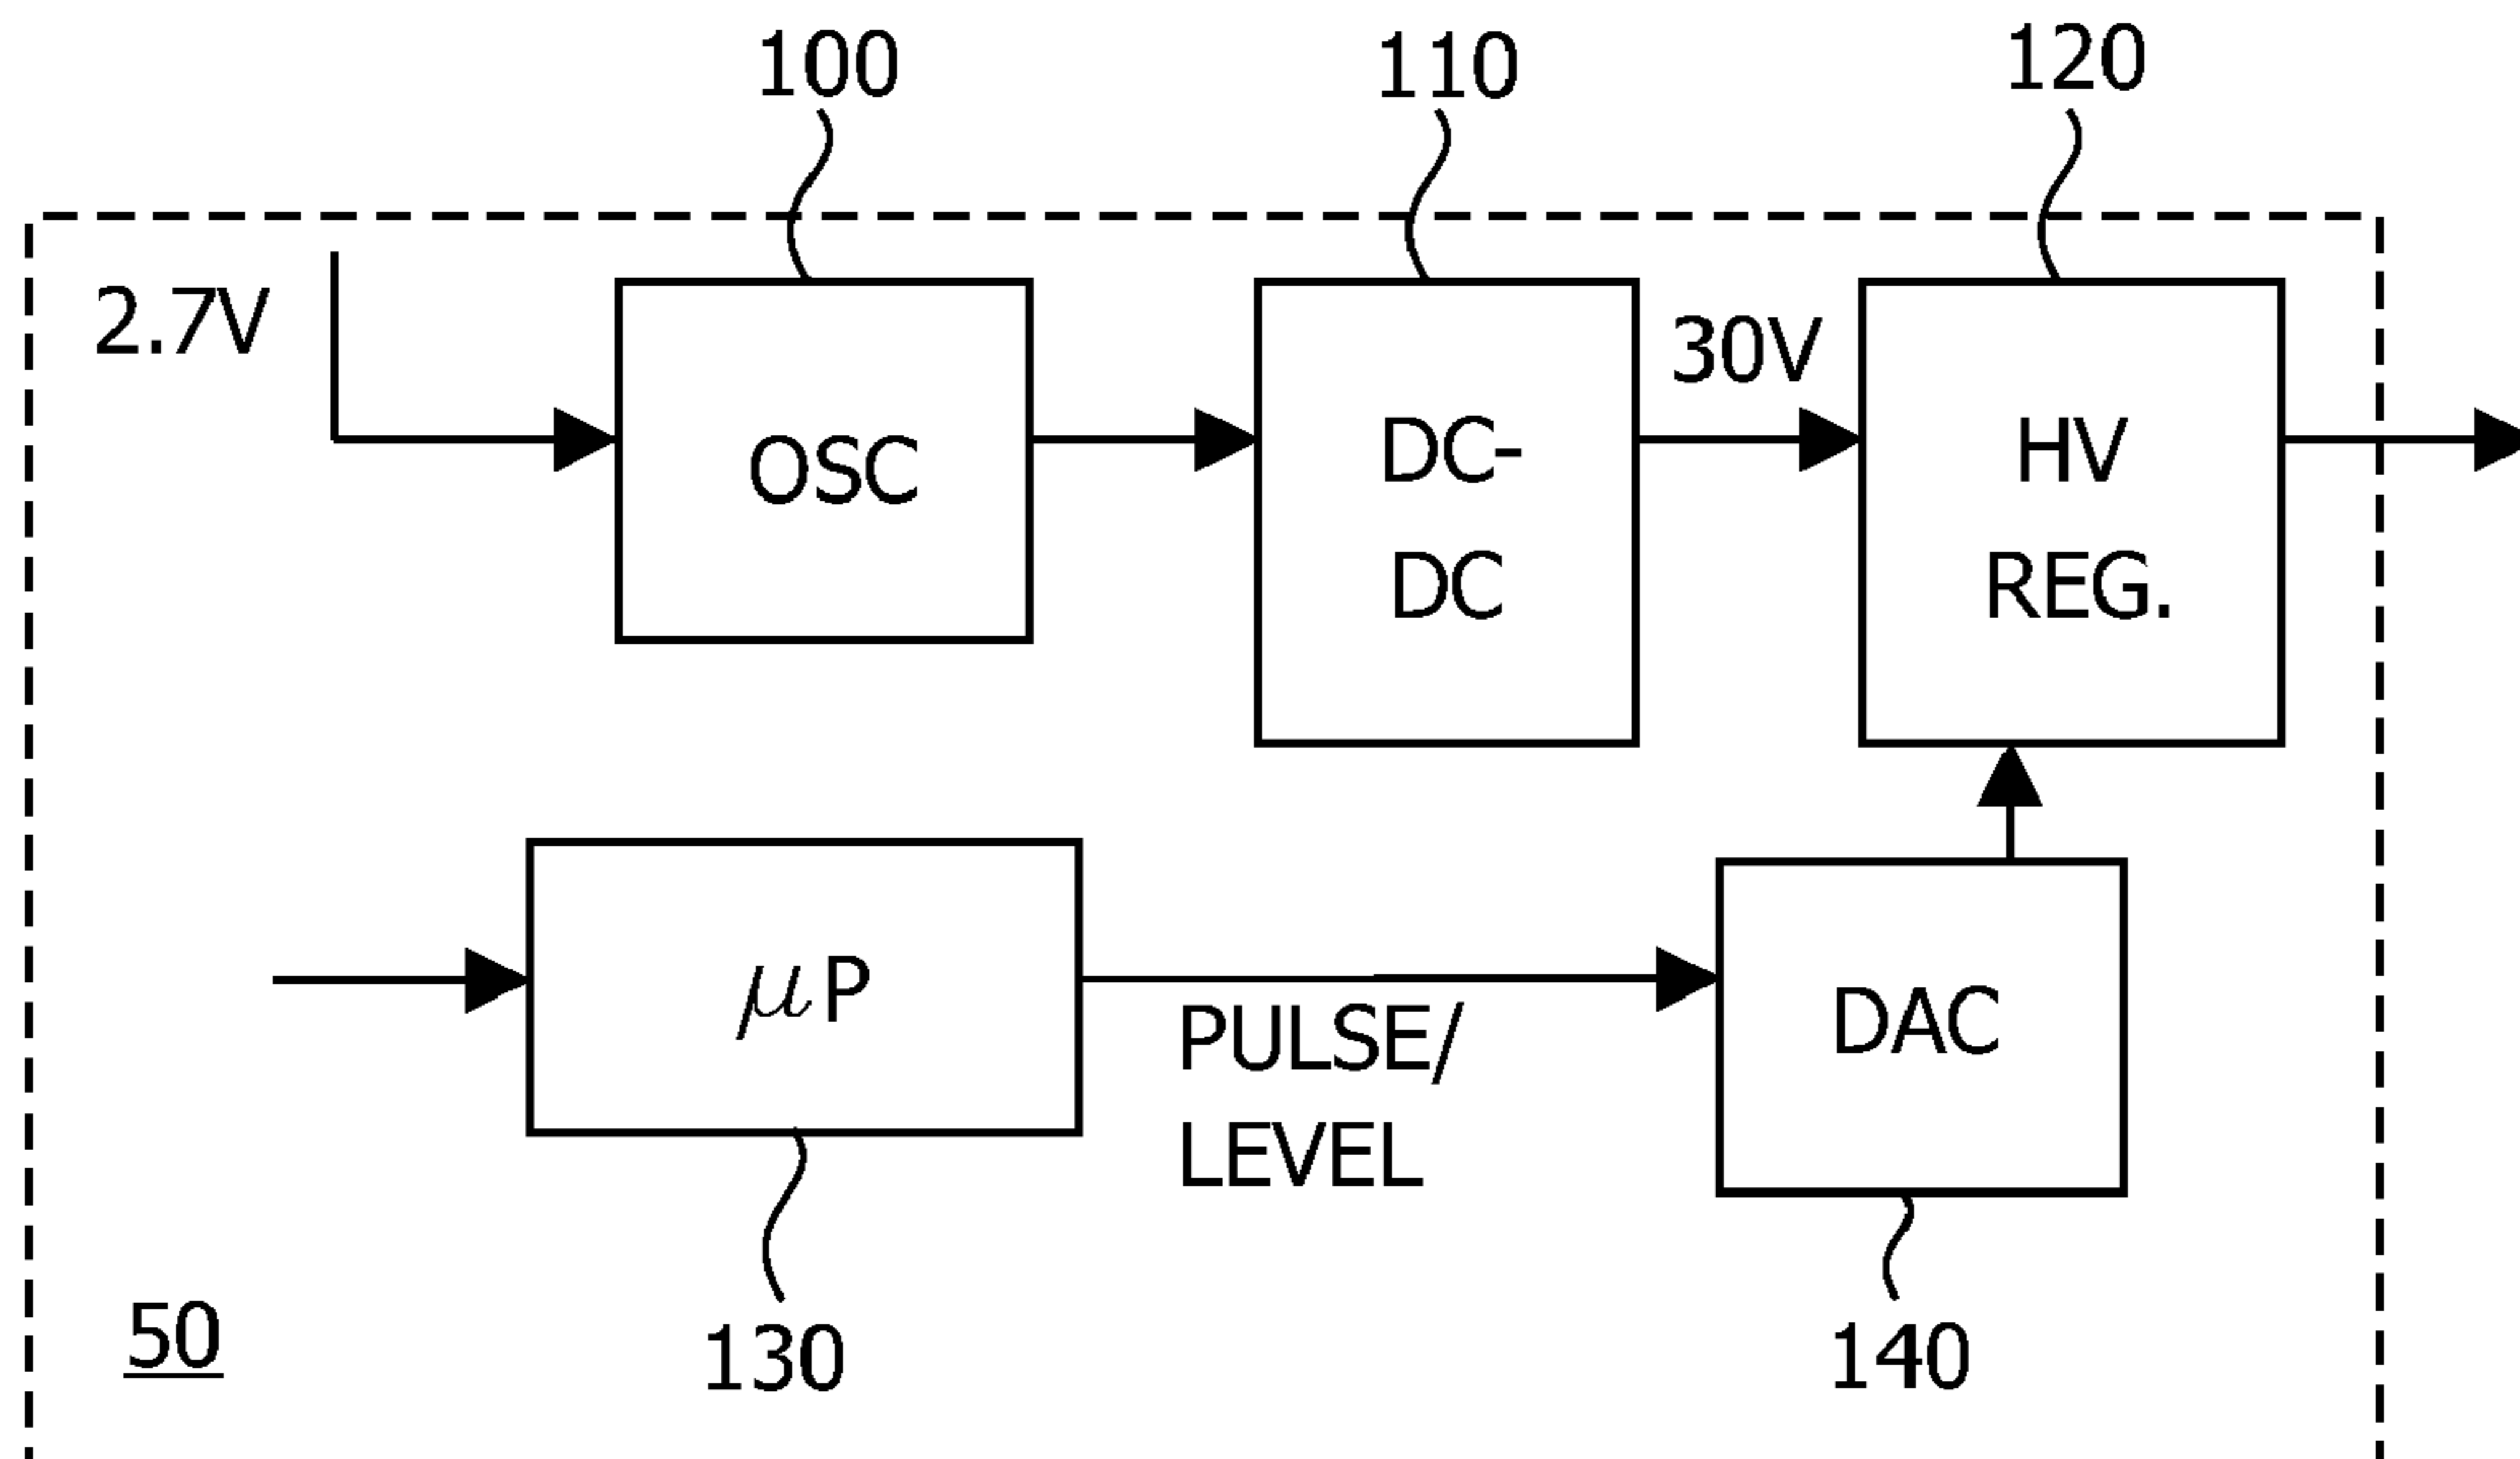 100
110
120
2.7V
30V
OSC
DC-
DC
HV
REG.
μP
PULSE/
LEVEL
DAC
50
130
140